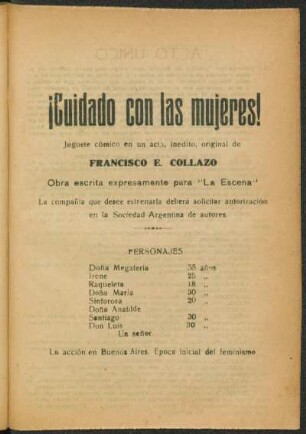 ¡Cuidado con las mujeres!
Juguete cómico en un acto, inédito, original de
FRANCISCO E. COLLAZO
Obra escrita expresamente para "La Escena"
La compañía que desee estrenarla deberá solicitar autorización
en la Sociedad Argentina de autores
PERSONAJES
Doña Megateria 55 años
Irene 25 „
Raqueleta 18 „
Doña María 50 „
Sinforosa 20 „
Doña Anatilde
Santiago 30 „
Don Luis 30 „
Un señor.
La acción en Buenos Aires. Epoca inicial del feminismo